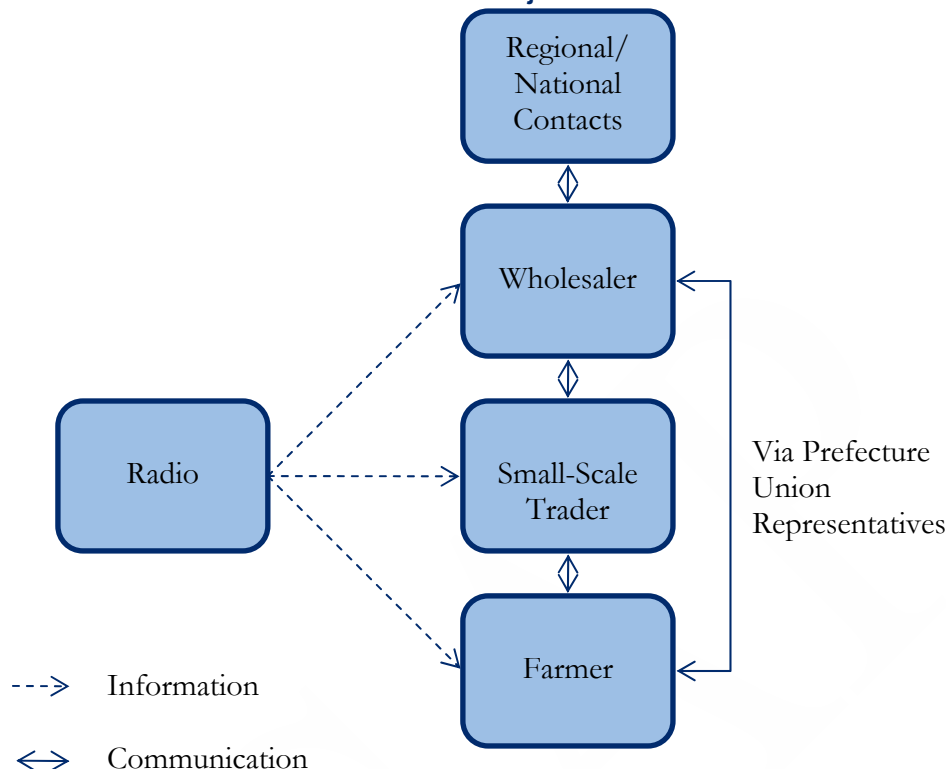 Regional/
National
Contacts
Wholesaler
Radio
Small-Scale
Trader
Via Prefecture
Union
Representatives
Farmer
Information
Communication